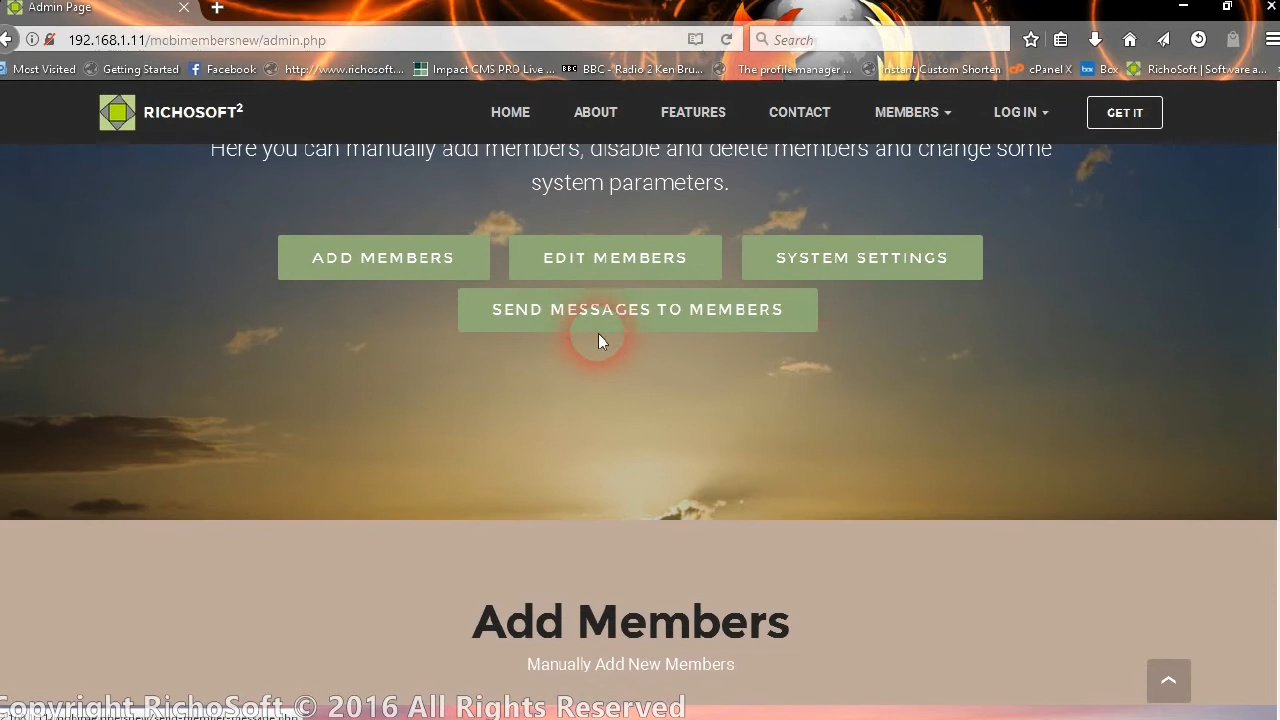 Admin Page
192.168.1.11/mobimembersnew/admin.php
Search
Most Visited Getting Started Facebook http://www.richosoft.... Impact CMS PRO Live ... BBC BBC - Radio 2 Ken Bru... The profile manager ... Instant Custom Shorten cPanel X box Box RichoSoft | Software a...
RICHOSOFT² HOME ABOUT FEATURES CONTACT MEMBERS LOG IN GET IT
Here you can manually add members, disable and delete members and change some
system parameters.
ADD MEMBERS EDIT MEMBERS SYSTEM SETTINGS
SEND MESSAGES TO MEMBERS
Add Members
Manually Add New Members
Copyright RichoSoft © 2016 All Rights Reserved